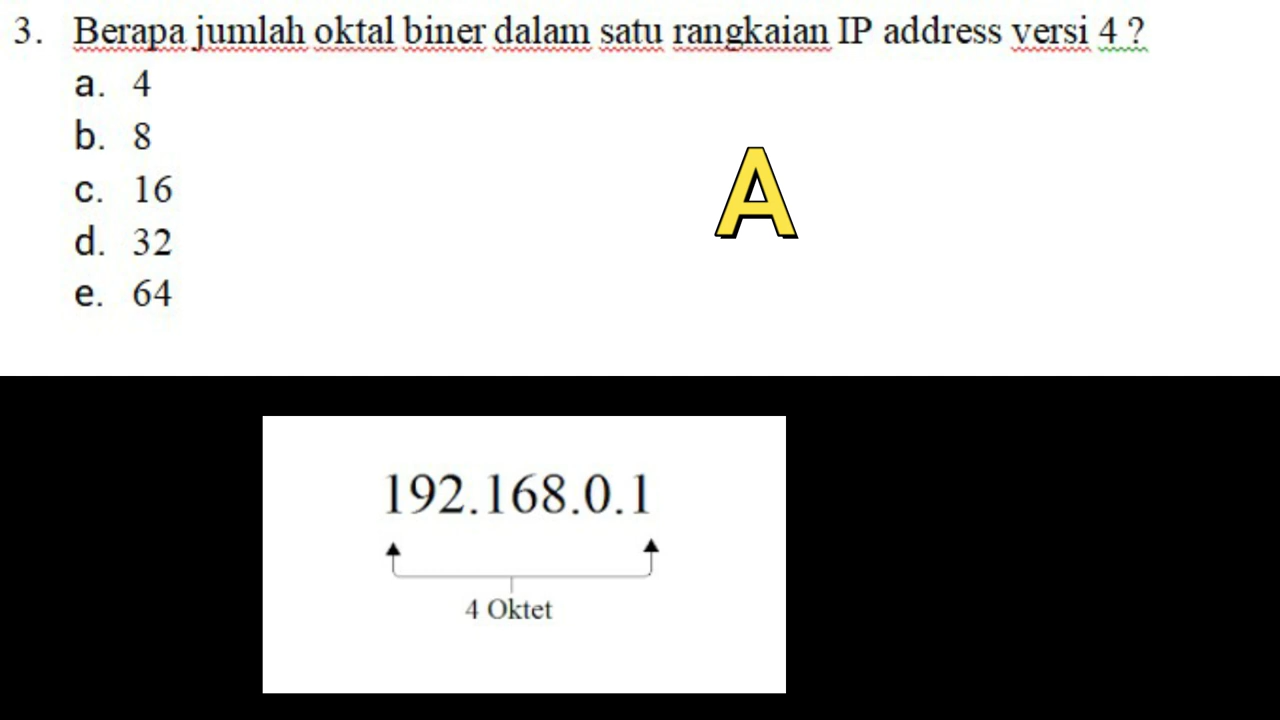 3. Berapa jumlah oktal biner dalam satu rangkaian IP address versi 4 ?
a. 4
b. 8
A
c. 16
d. 32
e. 64
192.168.0.1
4 Oktet